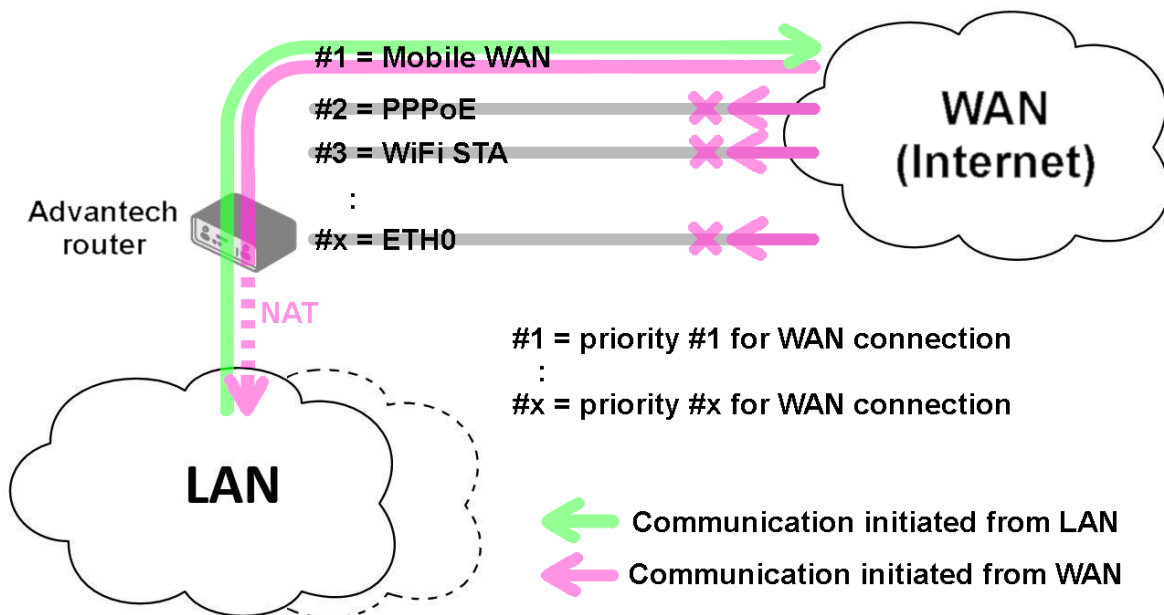 #1 = Mobile WAN
#2 = PPPoE
#3 = WiFi STA
:
#x = ETH0
WAN
(Internet)
Advantech
router
NAT
#1 = priority #1 for WAN connection
:
#x = priority #x for WAN connection
LAN
Communication initiated from LAN
Communication initiated from WAN